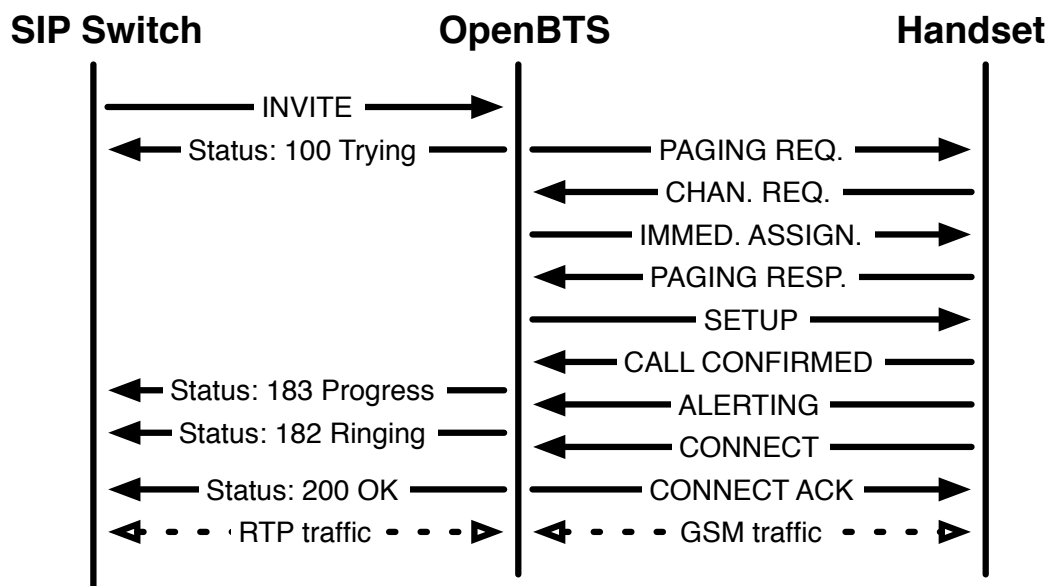 SIP Switch OpenBTS Handset
INVITE
Status: 100 Trying PAGING REQ.
CHAN. REQ.
IMMED. ASSIGN.
PAGING RESP.
SETUP
CALL CONFIRMED
Status: 183 Progress ALERTING
Status: 182 Ringing CONNECT
Status: 200 OK CONNECT ACK
RTP traffic GSM traffic